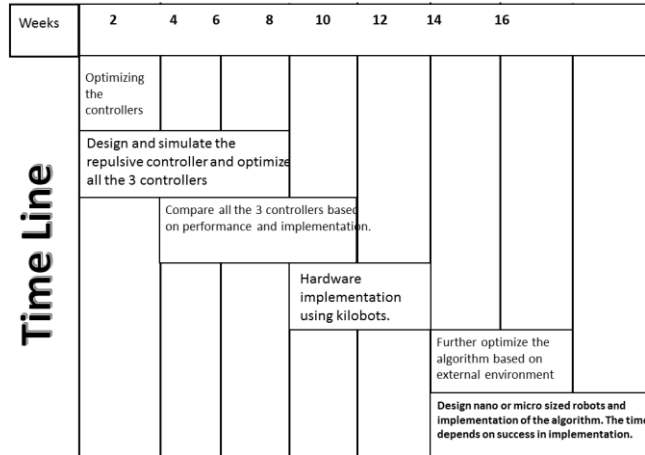 Weeks 2 4 6 8 10 12 14 16
Time Line
Optimizing
the
controllers
Design and simulate the
repulsive controller and optimize
all the 3 controllers
Compare all the 3 controllers based
on performance and implementation.
Hardware
implementation
using kilobots.
Further optimize the
algorithm based on
external environment
Design nano or micro sized robots and
implementation of the algorithm. The time
depends on success in implementation.